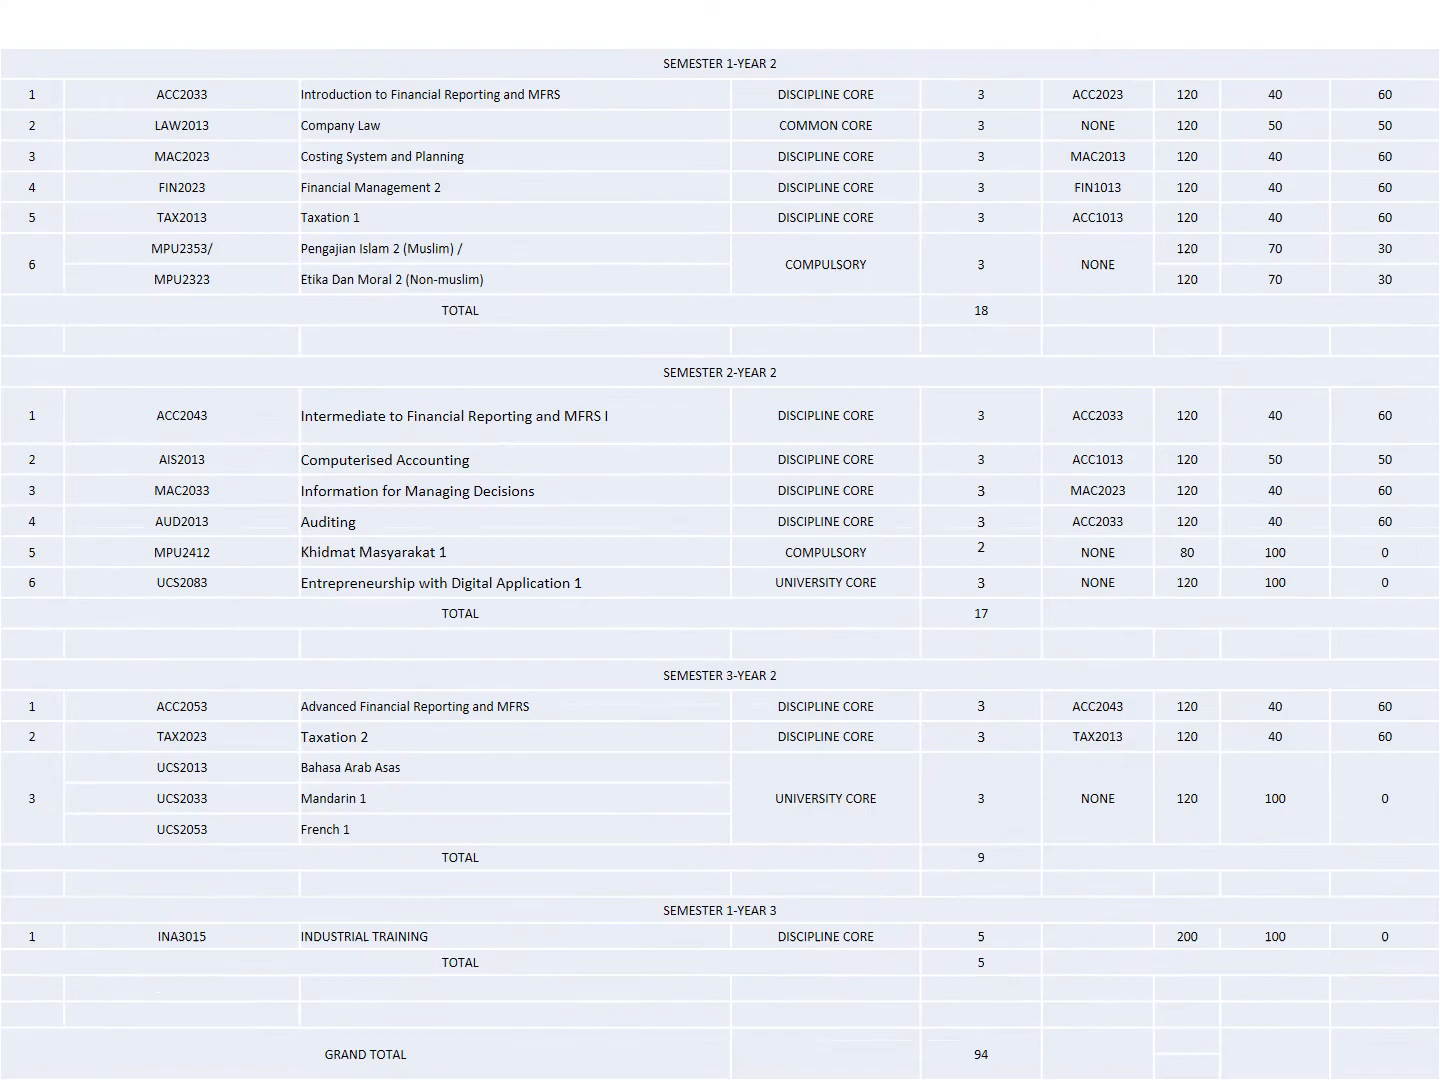 SEMESTER 1-YEAR 2
1 ACC2033 Introduction to Financial Reporting and MFRS DISCIPLINE CORE 3 ACC2023 120 40 60
2 LAW2013 Company Law COMMON CORE 3 NONE 120 50 50
3 MAC2023 Costing System and Planning DISCIPLINE CORE 3 MAC2013 120 40 60
4 FIN2023 Financial Management 2 DISCIPLINE CORE 3 FIN1013 120 40 60
5 TAX2013 Taxation 1 DISCIPLINE CORE 3 ACC1013 120 40 60
MPU2353/ Pengajian Islam 2 (Muslim) / 120 70 30
6 COMPULSORY 3 NONE
MPU2323 Etika Dan Moral 2 (Non-muslim) 120 70 30
TOTAL 18
SEMESTER 2-YEAR 2
1 ACC2043 Intermediate to Financial Reporting and MFRS I DISCIPLINE CORE 3 ACC2033 120 40 60
2 AIS2013 Computerised Accounting DISCIPLINE CORE 3 ACC1013 120 50 50
3 MAC2033 Information for Managing Decisions DISCIPLINE CORE 3 MAC2023 120 40 60
4 AUD2013 Auditing DISCIPLINE CORE 3 ACC2033 120 40 60
5 MPU2412 Khidmat Masyarakat 1 COMPULSORY 2 NONE 80 100 0
6 UCS2083 Entrepreneurship with Digital Application 1 UNIVERSITY CORE 3 NONE 120 100 0
TOTAL 17
SEMESTER 3-YEAR 2
1 ACC2053 Advanced Financial Reporting and MFRS DISCIPLINE CORE 3 ACC2043 120 40 60
2 TAX2023 Taxation 2 DISCIPLINE CORE 3 TAX2013 120 40 60
UCS2013 Bahasa Arab Asas
3 UCS2033 Mandarin 1 UNIVERSITY CORE 3 NONE 120 100 0
UCS2053 French 1
TOTAL 9
SEMESTER 1-YEAR 3
1 INA3015 INDUSTRIAL TRAINING DISCIPLINE CORE 5 200 100 0
TOTAL 5
GRAND TOTAL 94